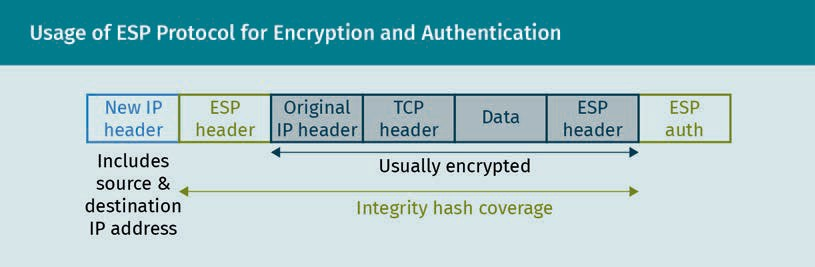 Usage of ESP Protocol for Encryption and Authentication
New IP
header
ESP
header
Original
IP header
TCP
header
Data
ESP
header
ESP
auth
Includes
source &
destination
IP address
Usually encrypted
Integrity hash coverage